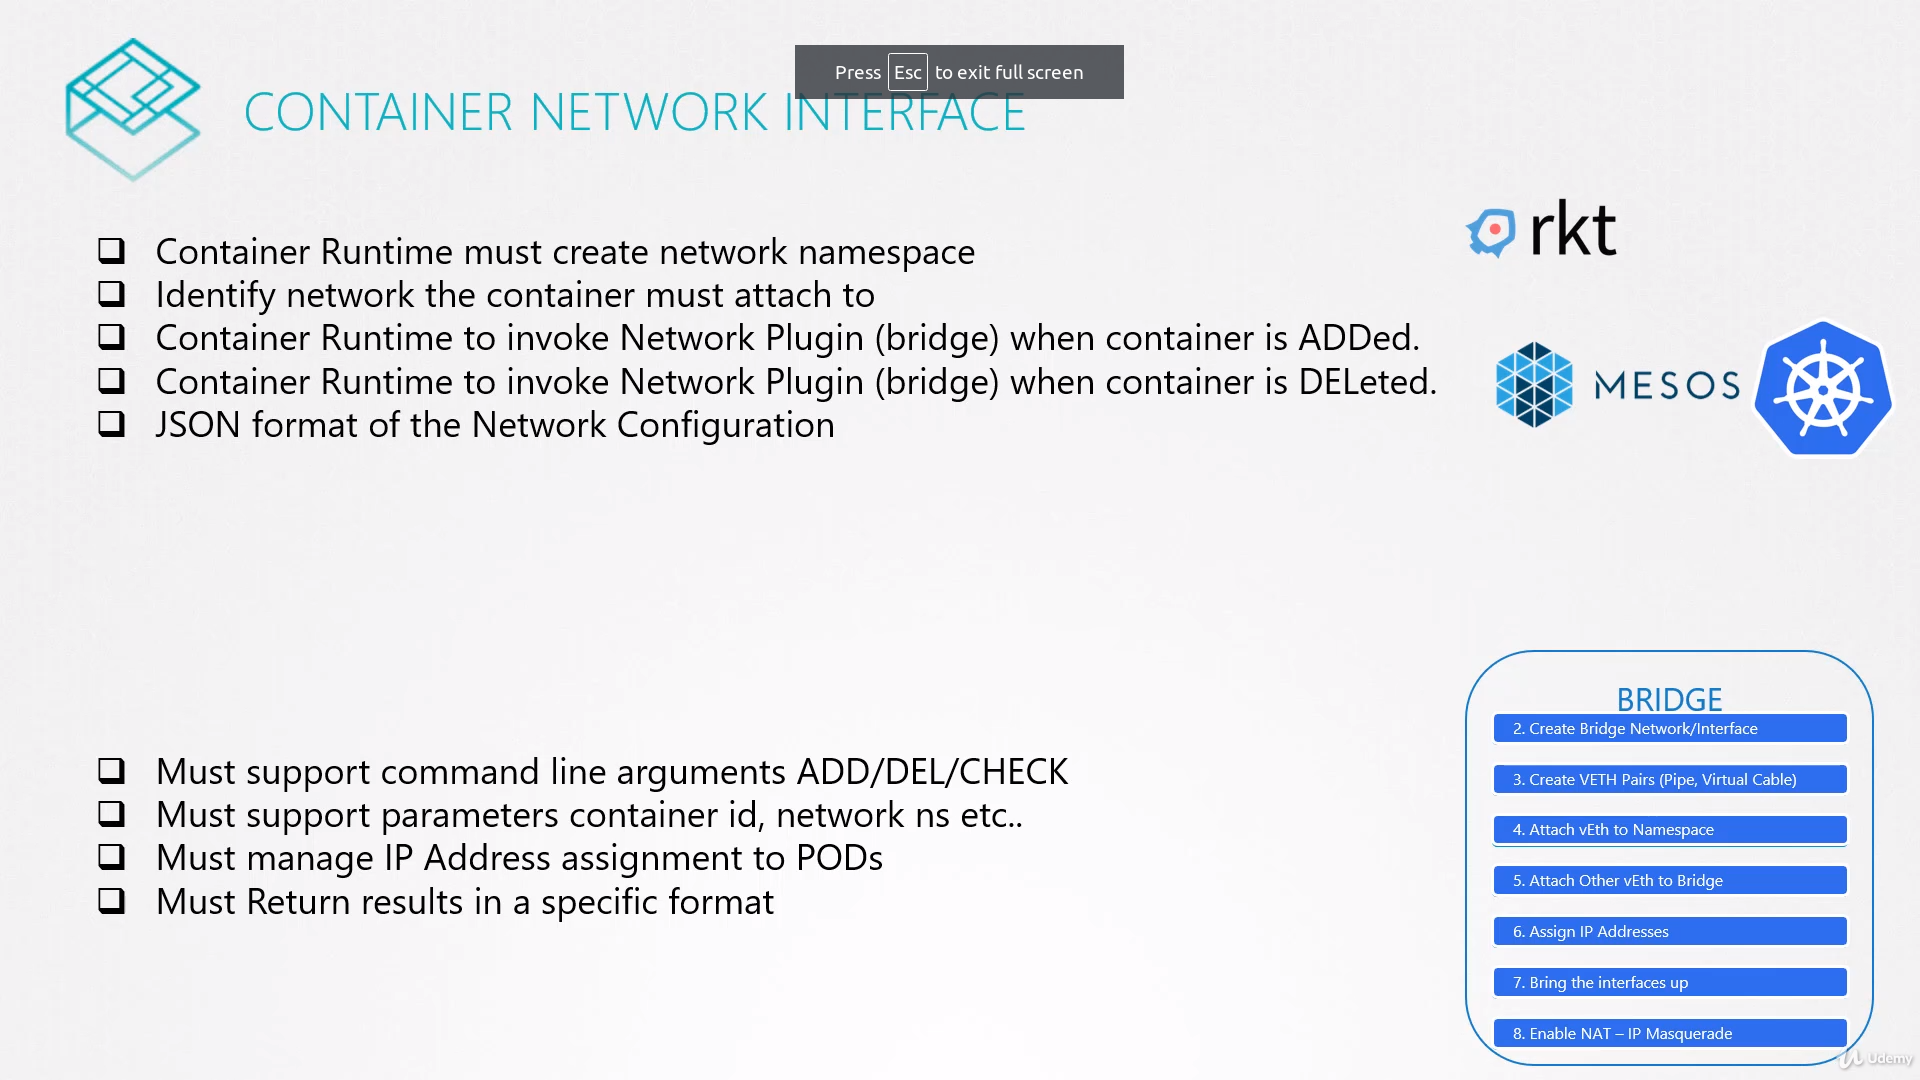 Press Esc to exit full screen
CONTAINER NETWORK INTERFACE
Container Runtime must create network namespace
Identify network the container must attach to
Container Runtime to invoke Network Plugin (bridge) when container is ADDed.
Container Runtime to invoke Network Plugin (bridge) when container is DELeted.
JSON format of the Network Configuration
rkt
MESOS
Must support command line arguments ADD/DEL/CHECK
Must support parameters container id, network ns etc..
Must manage IP Address assignment to PODs
Must Return results in a specific format
BRIDGE
2. Create Bridge Network/Interface
3. Create VETH Pairs (Pipe, Virtual Cable)
4. Attach vEth to Namespace
5. Attach Other vEth to Bridge
6. Assign IP Addresses
7. Bring the interfaces up
8. Enable NAT – IP Masquerade
Udemy